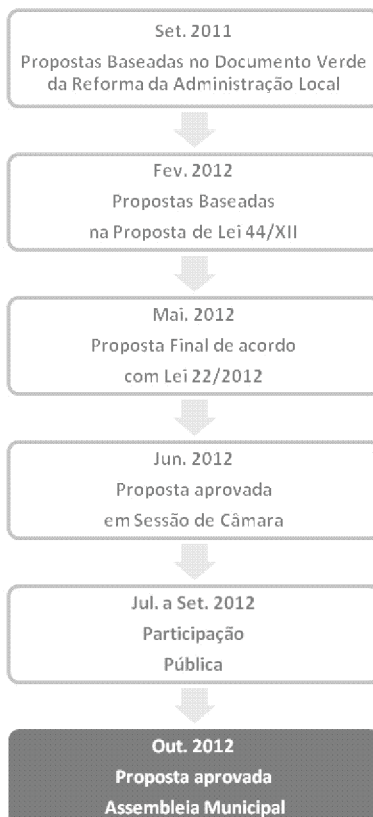 Set. 2011
Propostas Baseadas no Documento Verde
da Reforma da Administração Local
Fev. 2012
Propostas Baseadas
na Proposta de Lei 44/XII
Mai. 2012
Proposta Final de acordo
com Lei 22/2012
Jun. 2012
Proposta aprovada
em Sessão de Câmara
Jul. a Set. 2012
Participação
Pública
Out. 2012
Proposta aprovada
Assembleia Municipal